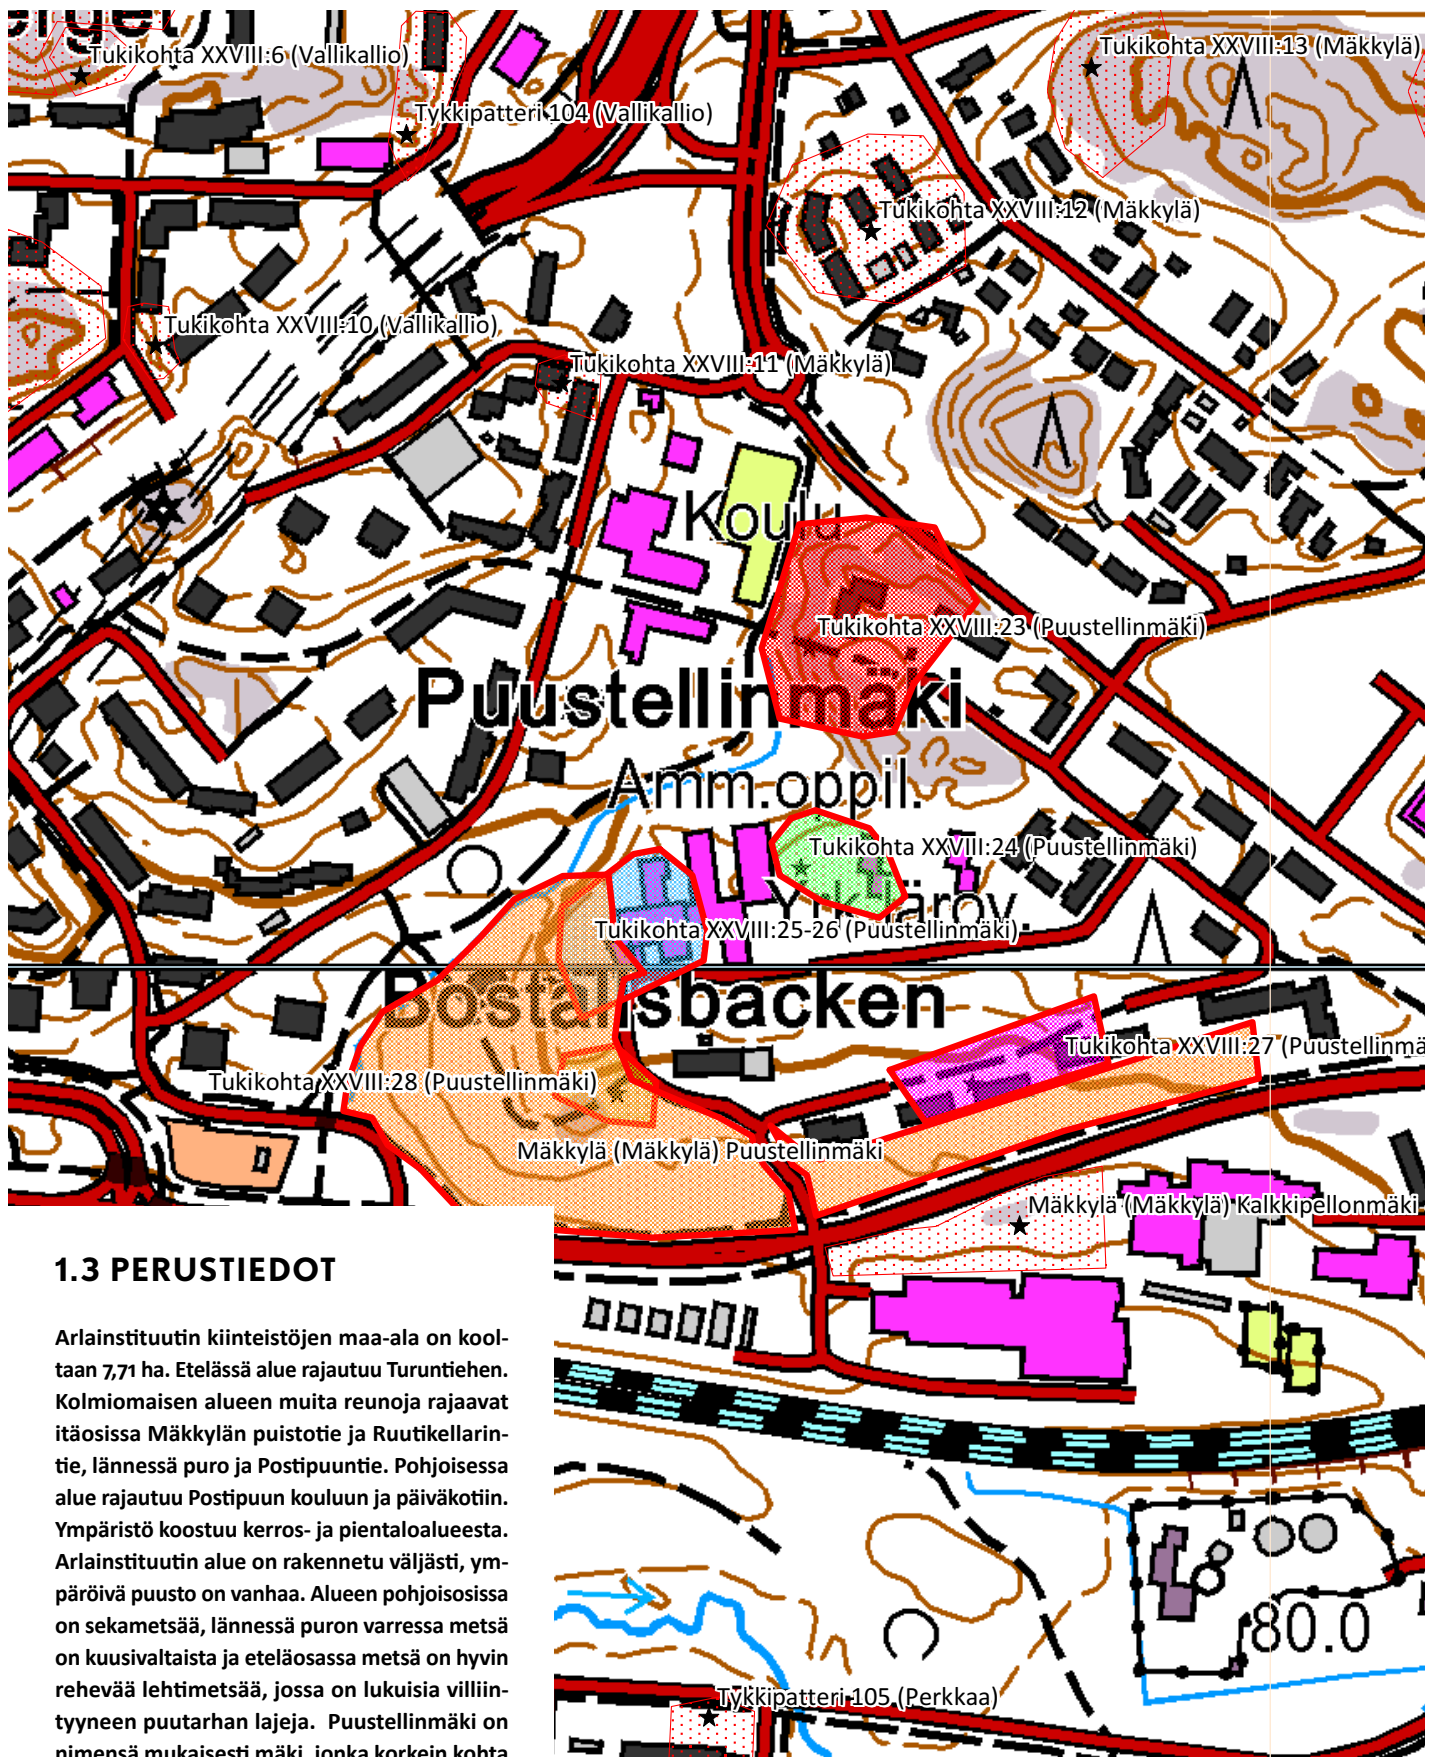 Tukikohta XXVIII:6 (Vallikallio)
Tukikohta XXVIII:13 (Mäkkylä)
Tykkipatteri 104 (Vallikallio)
Tukikohta XXVIII:12 (Mäkkylä)
Tukikohta XXVIII:10 (Vallikallio)
Tukikohta XXVIII:11 (Mäkkylä)
Koulu
Tukikohta XXVIII:23 (Puustellinmäki)
Puustellinmäki
Amm.oppil.
Tukikohta XXVIII:24 (Puustellinmäki)
Tukikohta XXVIII:25-26 (Puustellinmäki)
Bostallsbacken
Tukikohta XXVIII:27 (Puustellinmä
Tukikohta XXVIII:28 (Puustellinmäki)
Mäkkylä (Mäkkylä) Puustellinmäki
Mäkkylä (Mäkkylä) Kalkkipellonmäki
80.0
Tykkipatteri 105 (Perkkaa)
1.3 PERUSTIEDOT
Arlainstituutin kiinteistöjen maa-ala on kool-
taan 7,71 ha. Etelässä alue rajautuu Turuntiehen.
Kolmiomaisen alueen muita reunoja rajaavat
itäosissa Mäkkylän puistotie ja Ruutikellarin-
tie, lännessä puro ja Postipuuntie. Pohjoisessa
alue rajautuu Postipuun kouluun ja päiväkotiin.
Ympäristö koostuu kerros- ja pientaloalueesta.
Arlainstituutin alue on rakennetu väljästi, ym-
päröivä puusto on vanhaa. Alueen pohjoisosissa
on sekametsää, lännessä puron varressa metsä
on kuusivaltaista ja eteläosassa metsä on hyvin
rehevää lehtimetsää, jossa on lukuisia villiin-
tyyneen puutarhan lajeja. Puustellinmäki on
nimensä mukaisesti mäki, jonka korkein kohta